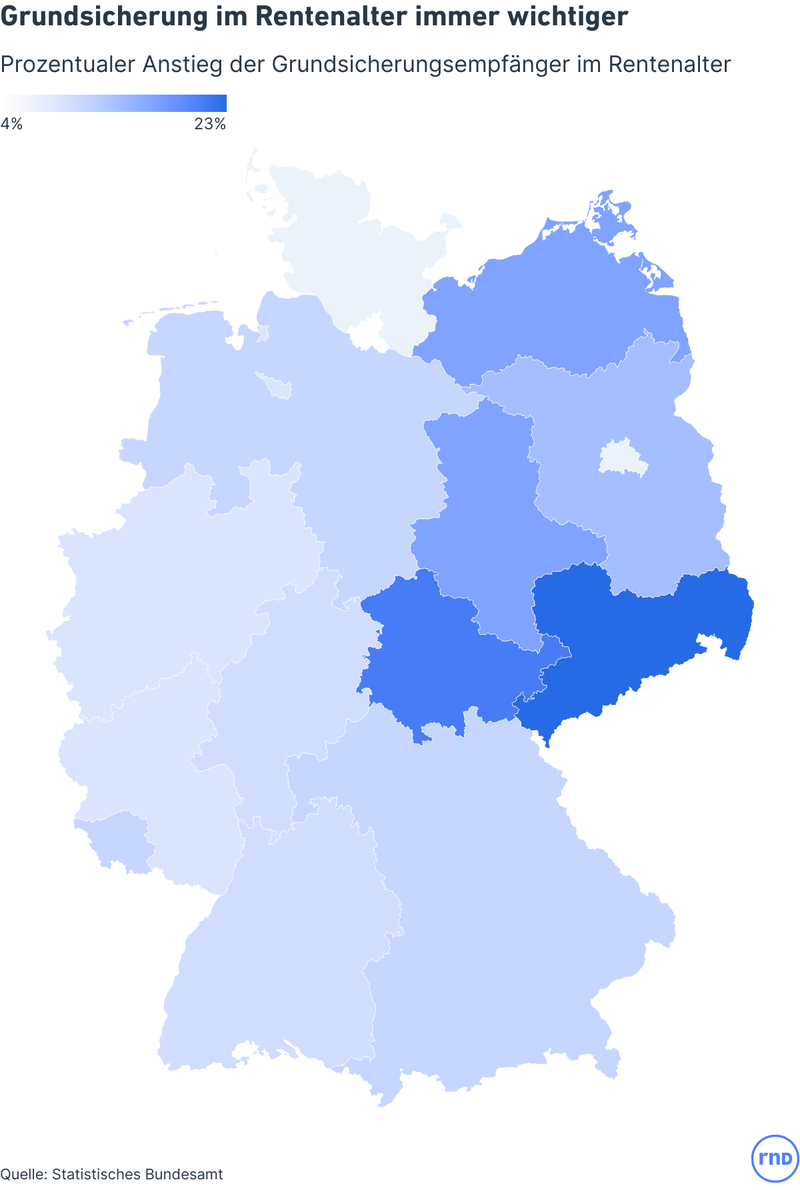 Grundsicherung im Rentenalter immer wichtiger
Prozentualer Anstieg der Grundsicherungsempfänger im Rentenalter
4% 23%
Quelle: Statistisches Bundesamt
rnd